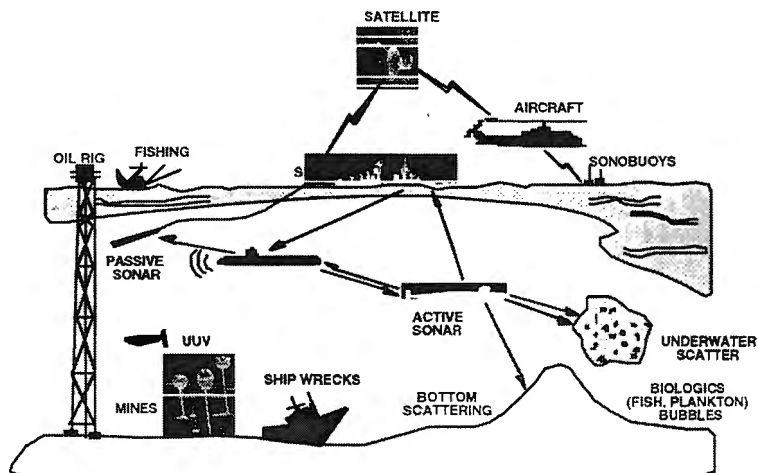 SATELLITE
AIRCRAFT
OIL RIG
FISHING
S
SONOBUOYS
PASSIVE
SONAR
ACTIVE
SONAR
UNDERWATER
SCATTER
UUV
MINES
SHIP WRECKS
BOTTOM
SCATTERING
BIOLOGICS
(FISH, PLANKTON)
BUBBLES